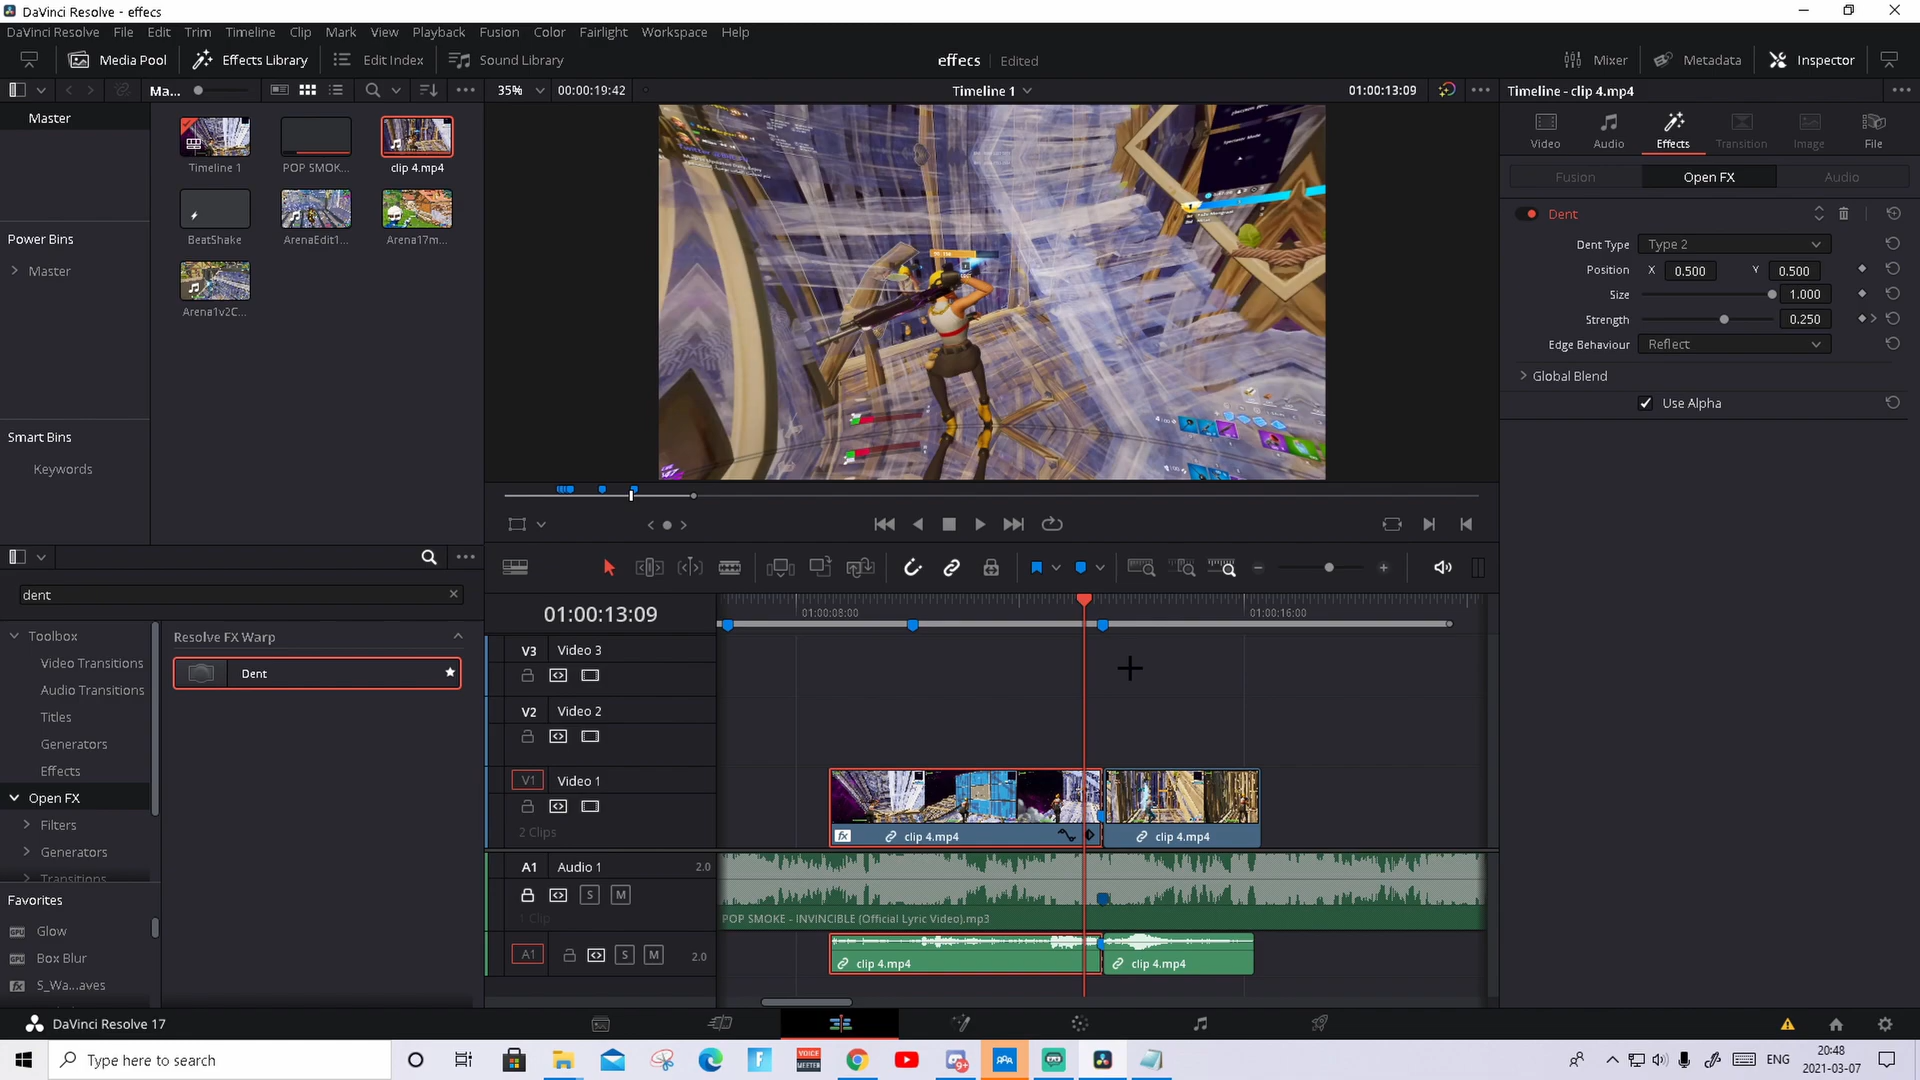 DaVinci Resolve - effecs
DaVinci Resolve File Edit Trim Timeline Clip Mark View Playback Fusion Color Fairlight Workspace Help
Media Pool Effects Library Edit Index Sound Library effecs Edited Mixer Metadata Inspector
Ma... 35% 00:00:19:42 Timeline 1 01:00:13:09 Timeline - clip 4.mp4
Master
Timeline 1 POP SMOK... clip 4.mp4
BeatShake ArenaEdit1... Arena17m...
Arena1v2C...
Power Bins
Master
Smart Bins
Keywords
Video Audio Effects Transition Image File
Fusion Open FX Audio
Dent
Dent Type Type 2
Position X 0.500 Y 0.500
Size 1.000
Strength 0.250
Edge Behaviour Reflect
Global Blend
Use Alpha
dent
Toolbox
Video Transitions
Audio Transitions
Titles
Generators
Effects
Open FX
Filters
Generators
Transitions
Favorites
Glow
Box Blur
S_Wa...aves
Resolve FX Warp
Dent
01:00:13:09 01:00:08:00 01:00:16:00
V3 Video 3
V2 Video 2
V1 Video 1
2 Clips
clip 4.mp4 clip 4.mp4
A1 Audio 1 2.0
S M
1 Clip
POP SMOKE - INVINCIBLE (Official Lyric Video).mp3
A1 S M 2.0
clip 4.mp4 clip 4.mp4
DaVinci Resolve 17
Type here to search
VOICE MEETER
ENG
20:48
2021-03-07